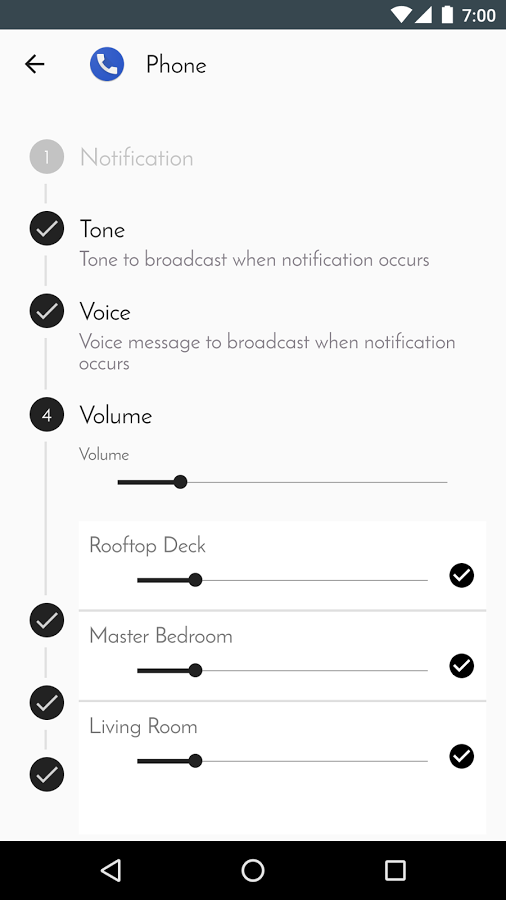 7:00
Phone
1 Notification
Tone
Tone to broadcast when notification occurs
Voice
Voice message to broadcast when notification
occurs
4 Volume
Volume
Rooftop Deck
Master Bedroom
Living Room